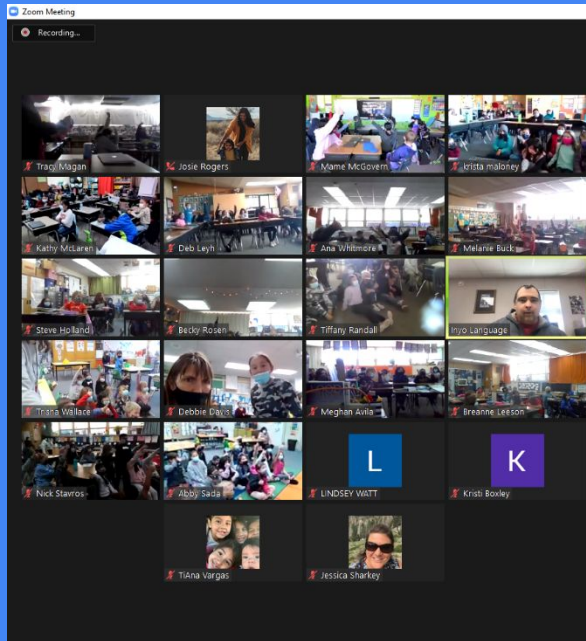 Zoom Meeting
Recording...
Tracy Magan
Josie Rogers
Mame McGovern
krista maloney
Kathy McLaren
Deb Leyh
Ana Whitmore
Melanie Buck
Steve Holland
Becky Rosen
Tiffany Randall
Inyo Language
Triana Wallace
Debbie Davis
Meghan Avila
Breanne Leeson
Nick Stavros
Abby Sada
L
LINDSEY WATT
K
Kristi Boxley
TiAna Vargas
Jessica Sharkey